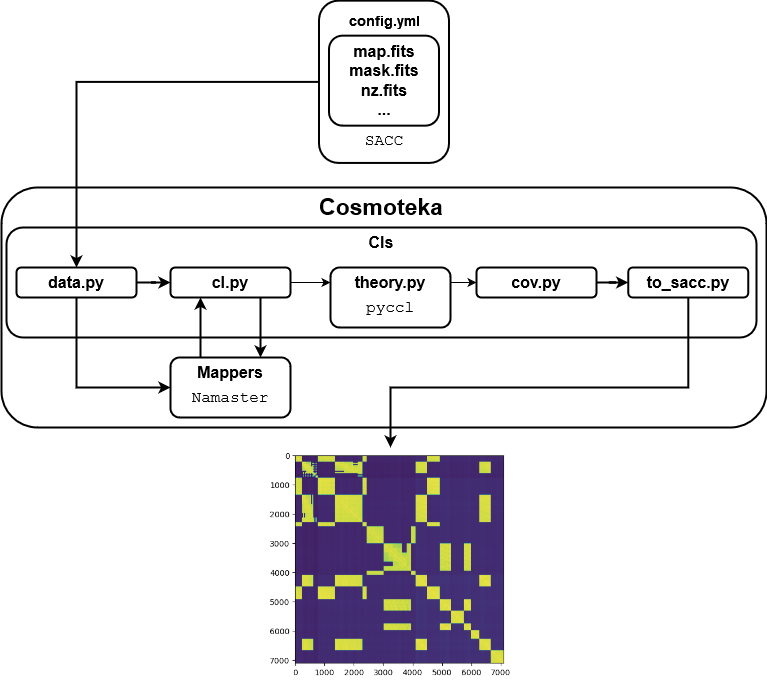 config.yml
map.fits
mask.fits
nz.fits
...
SACC
Cosmoteka
Cls
data.py
cl.py
theory.py
pyccl
cov.py
to_sacc.py
Mappers
Namaster
0
1000
2000
3000
4000
5000
6000
7000
0 1000 2000 3000 4000 5000 6000 7000